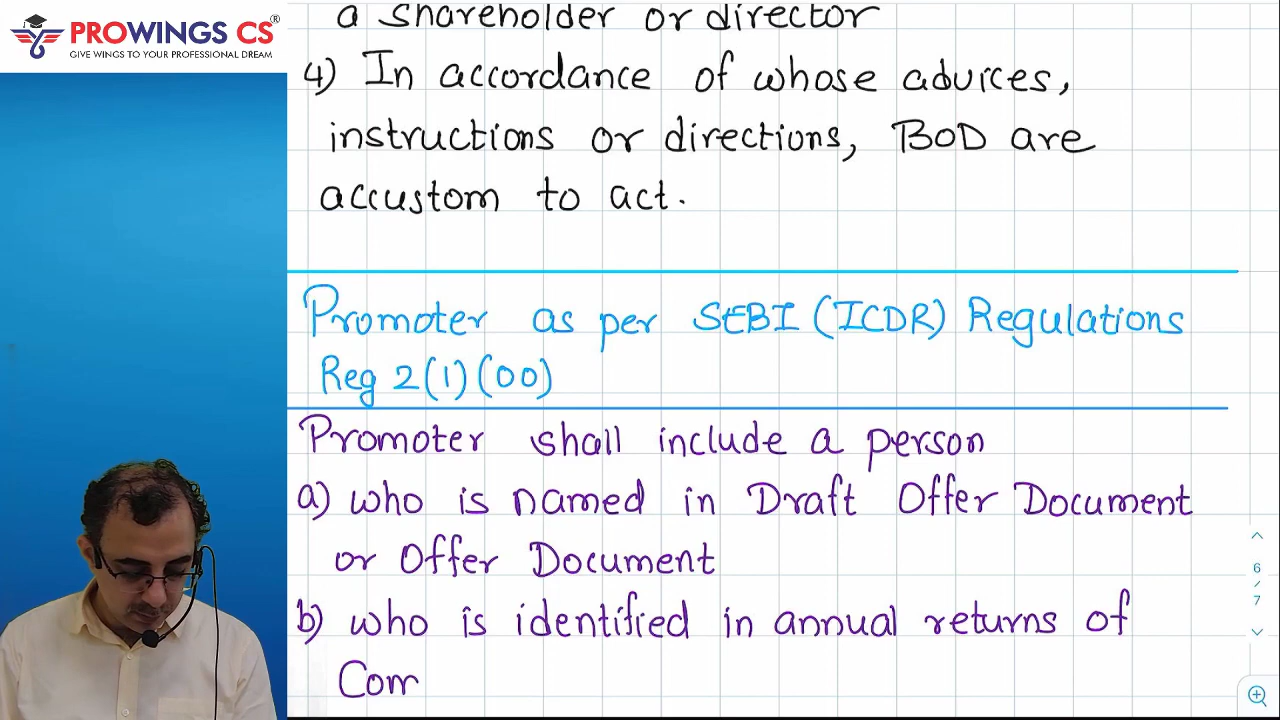 PROWINGS CS®
GIVE WINGS TO YOUR PROFESSIONAL DREAM
a shareholder or director
4) In accordance of whose advices,
instructions or directions, BOD are
accustom to act.
Promoter as per SEBI (ICDR) Regulations
Reg 2(1)(00)
Promoter shall include a person
a) who is named in Draft Offer Document
or Offer Document
b) who is identified in annual returns of
Com
6
/
7